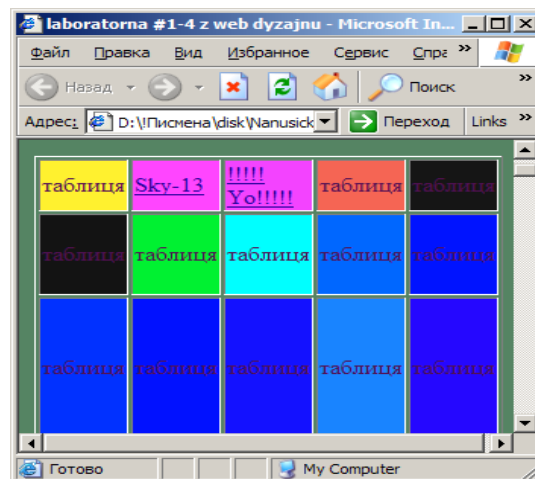 laboratorna #1-4 z web dyzajnu - Microsoft In...
Файл Правка Вид Избранное Сервис Спра »
Назад Поиск »
Адрес: D:\!Писмена\disk\Nanusick Переход Links »
таблиця Sky-13 !!!!! Yo!!!!! таблиця таблиця
таблиця таблиця таблиця таблиця таблиця
таблиця таблиця таблиця таблиця таблиця
Готово My Computer